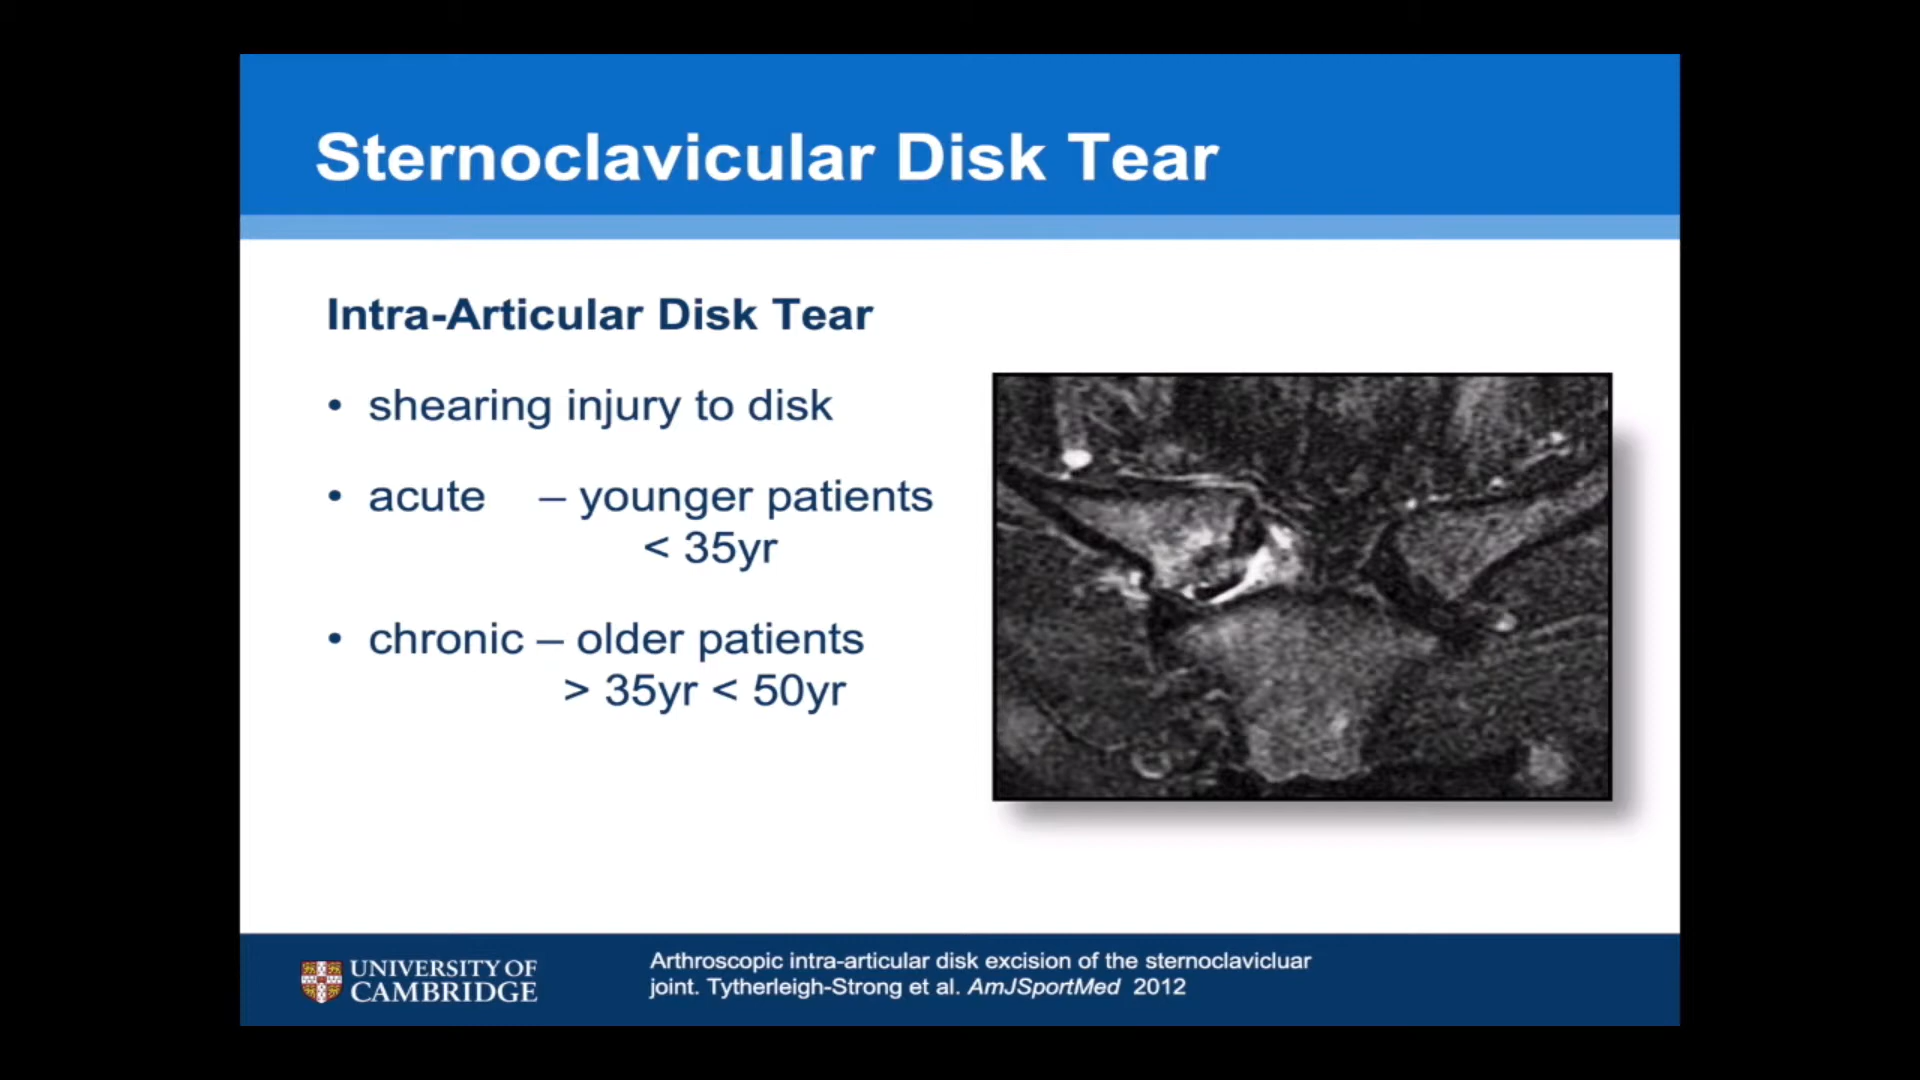 Sternoclavicular Disk Tear
Intra-Articular Disk Tear
• shearing injury to disk
• acute – younger patients
< 35yr
• chronic – older patients
> 35yr < 50yr
UNIVERSITY OF
CAMBRIDGE
Arthroscopic intra-articular disk excision of the sternoclavicluar
joint. Tytherleigh-Strong et al. AmJSportMed 2012